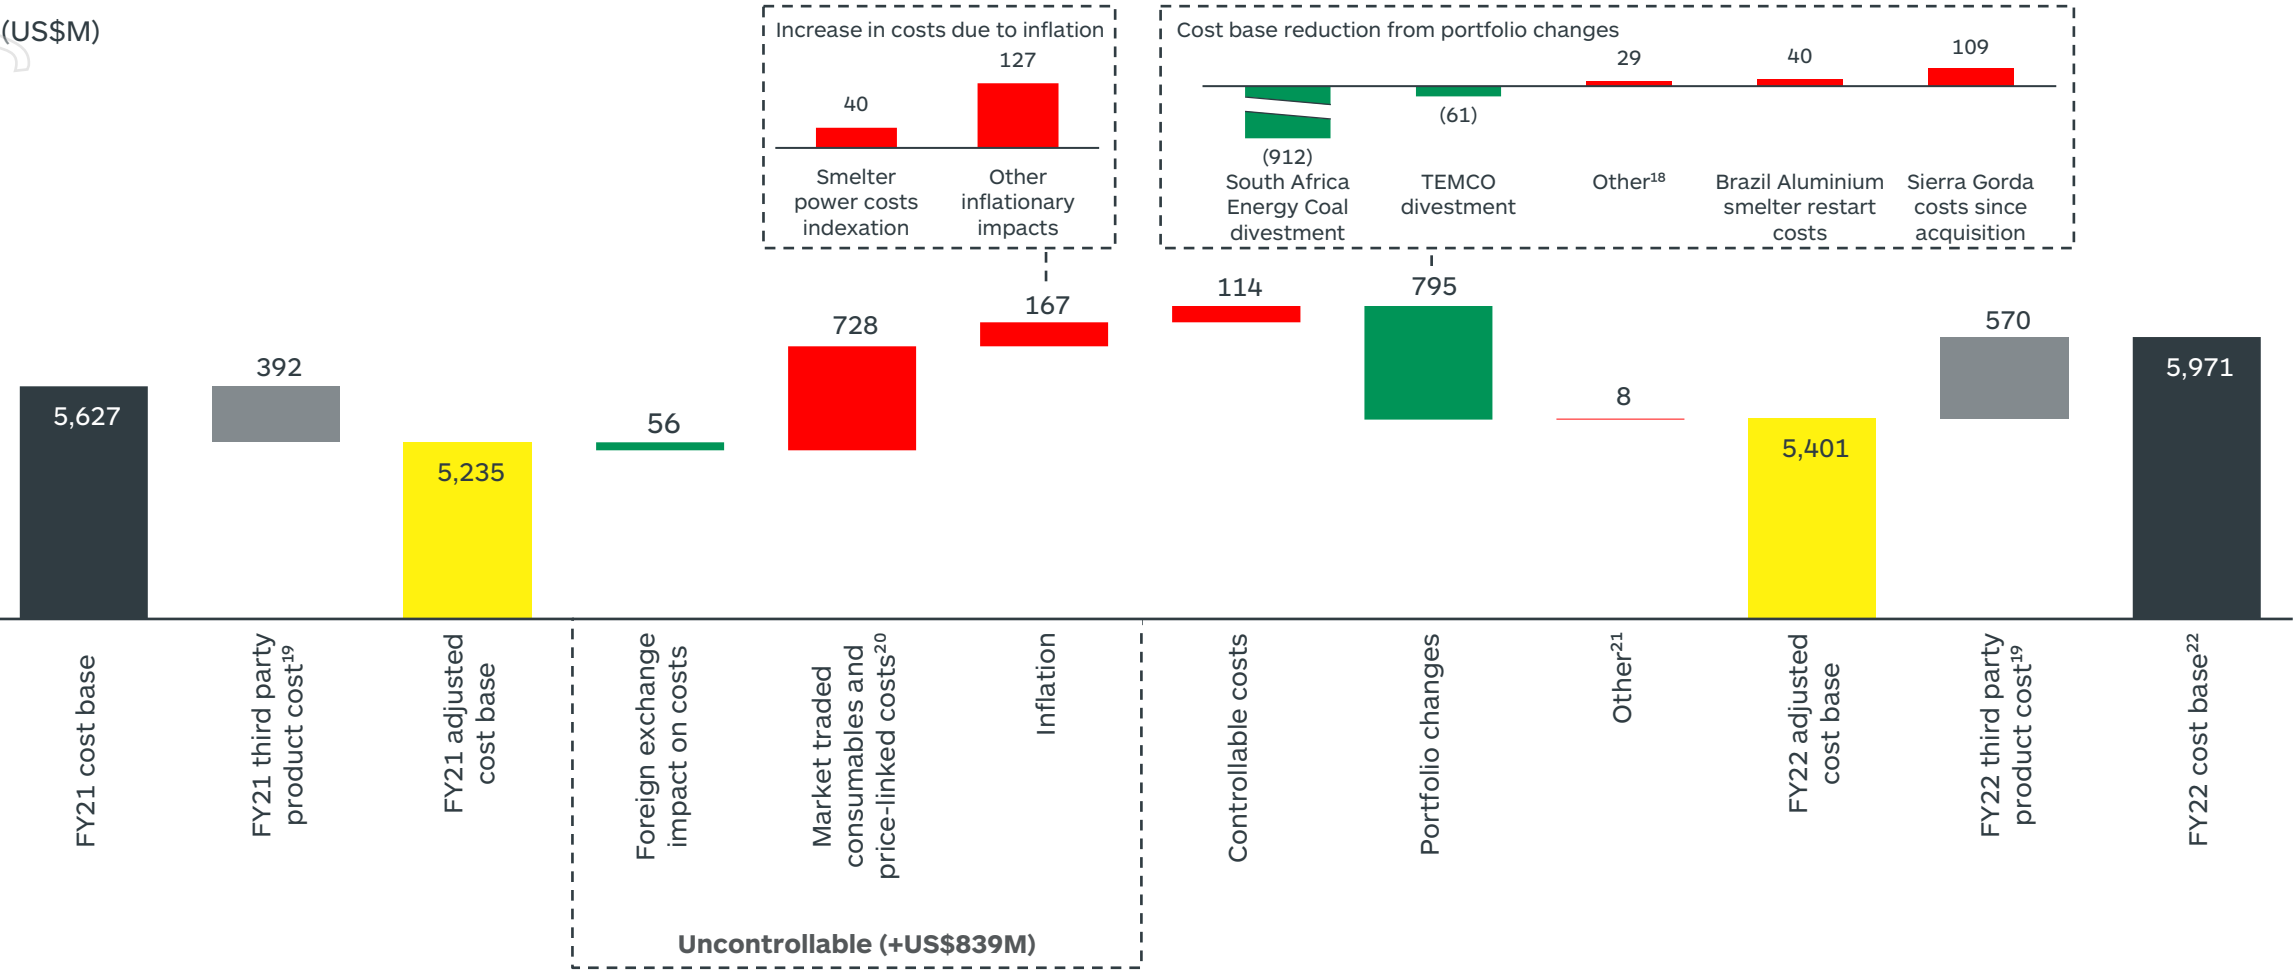 (US$M)
Increase in costs due to inflation
40
127
Smelter
power costs
indexation
Other
inflationary
impacts
Cost base reduction from portfolio changes
(912)
(61)
29
40
109
South Africa
Energy Coal
divestment
TEMCO
divestment
Other¹⁸
Brazil Aluminium
smelter restart
costs
Sierra Gorda
costs since
acquisition
5,627
392
5,235
56
728
167
114
795
8
5,401
570
5,971
FY21 cost base
FY21 third party
product cost¹⁹
FY21 adjusted
cost base
Foreign exchange
impact on costs
Market traded
consumables and
price-linked costs²⁰
Inflation
Controllable costs
Portfolio changes
Other²¹
FY22 adjusted
cost base
FY22 third party
product cost¹⁹
FY22 cost base²²
Uncontrollable (+US$839M)